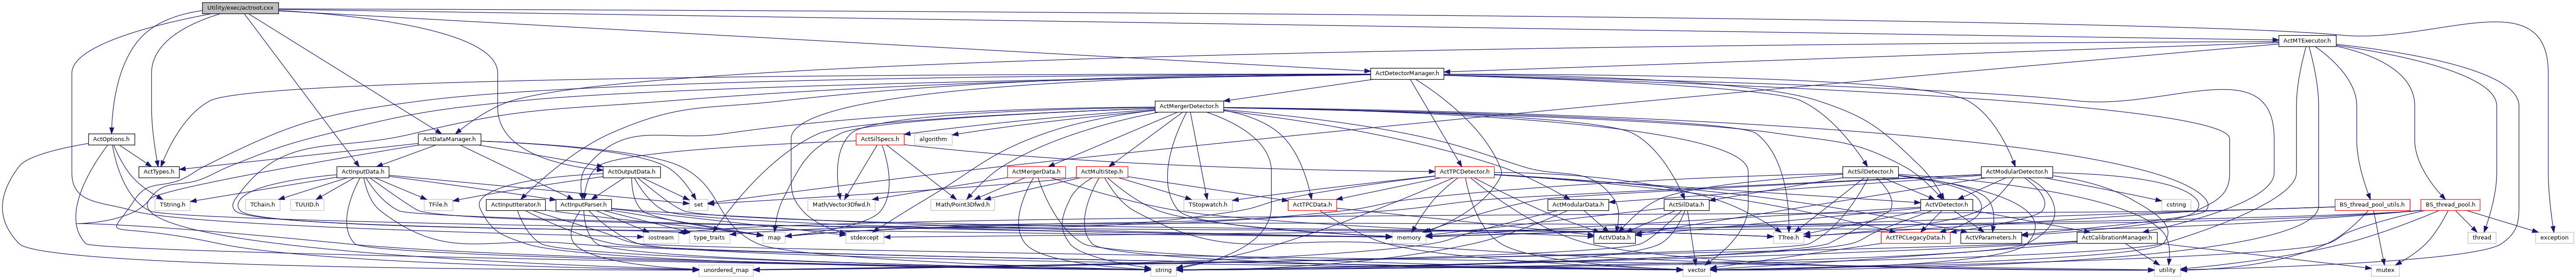 Utility/exec/actroot.cxx
ActMTExecutor.h
ActDetectorManager.h
ActMergerDetector.h
ActOptions.h
ActDataManager.h
ActSilSpecs.h
algorithm
ActTypes.h
ActInputData.h
ActOutputData.h
ActMergerData.h
ActMultiStep.h
ActTPCDetector.h
ActSilDetector.h
ActModularDetector.h
TString.h
TChain.h
TUUID.h
TFile.h
ActInputIterator.h
ActInputParser.h
set
Math/Vector3Dfwd.h
Math/Point3Dfwd.h
TStopwatch.h
ActTPCData.h
ActModularData.h
ActSilData.h
ActVDetector.h
cstring
BS_thread_pool_utils.h
BS_thread_pool.h
iostream
type_traits
map
stdexcept
memory
ActVData.h
TTree.h
ActTPCLegacyData.h
ActVParameters.h
ActCalibrationManager.h
thread
exception
unordered_map
string
vector
utility
mutex